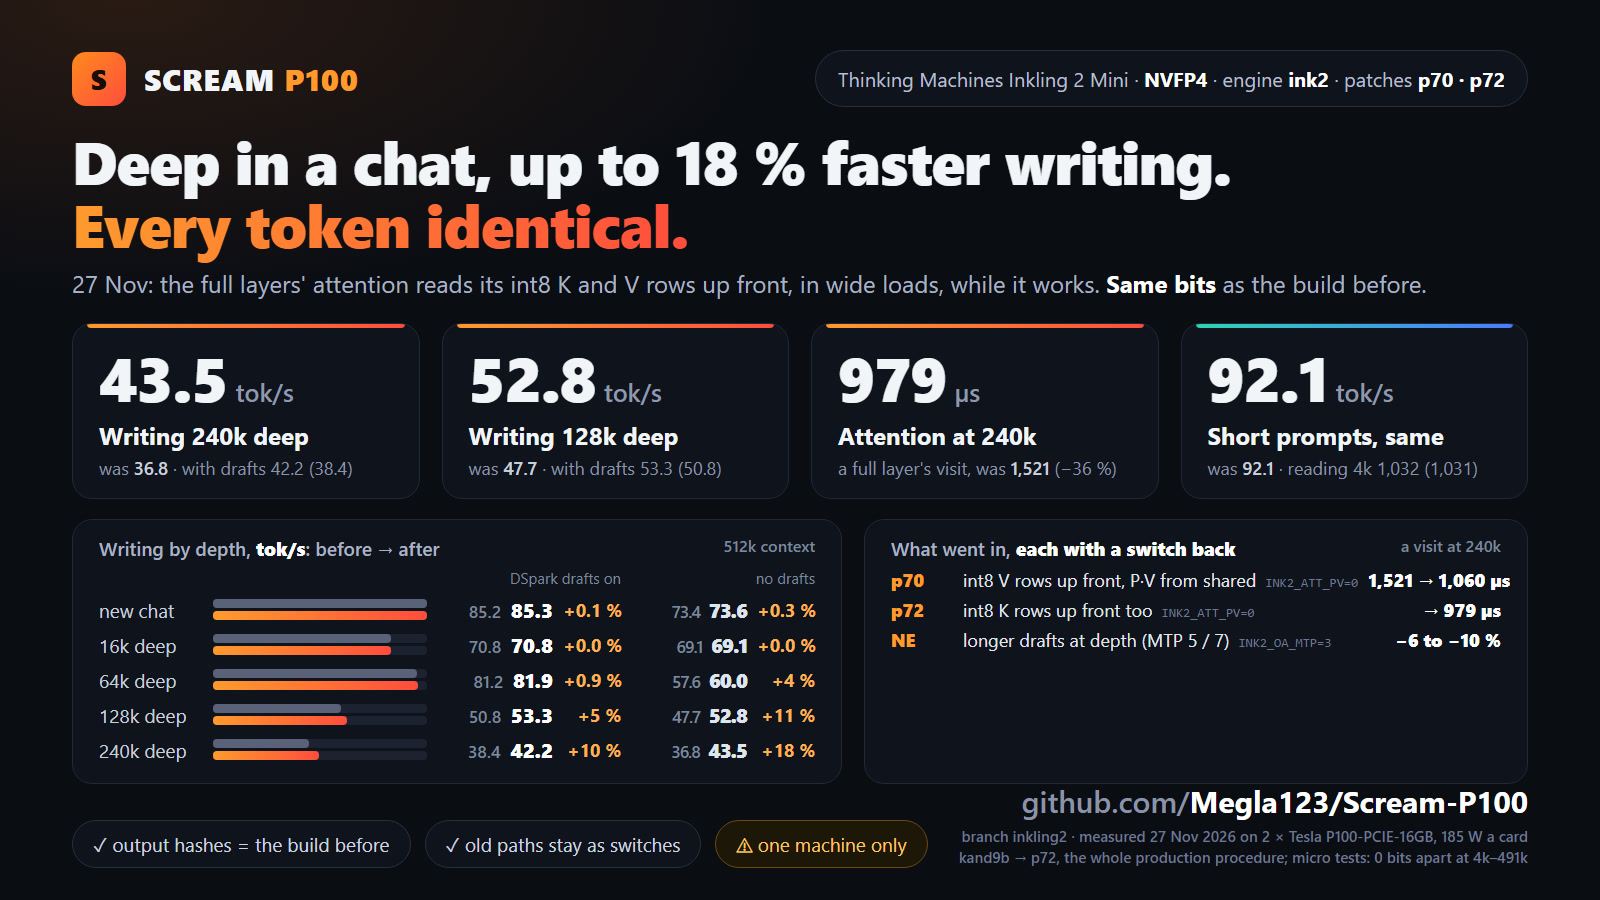 S SCREAM P100
Thinking Machines Inkling 2 Mini · NVFP4 · engine ink2 · patches p70 · p72
Deep in a chat, up to 18 % faster writing.
Every token identical.
27 Nov: the full layers' attention reads its int8 K and V rows up front, in wide loads, while it works. Same bits as the build before.
43.5 tok/s
Writing 240k deep
was 36.8 · with drafts 42.2 (38.4)
52.8 tok/s
Writing 128k deep
was 47.7 · with drafts 53.3 (50.8)
979 µs
Attention at 240k
a full layer's visit, was 1,521 (−36 %)
92.1 tok/s
Short prompts, same
was 92.1 · reading 4k 1,032 (1,031)
Writing by depth, tok/s: before → after 512k context
DSpark drafts on no drafts
new chat 85.2 85.3 +0.1 % 73.4 73.6 +0.3 %
16k deep 70.8 70.8 +0.0 % 69.1 69.1 +0.0 %
64k deep 81.2 81.9 +0.9 % 57.6 60.0 +4 %
128k deep 50.8 53.3 +5 % 47.7 52.8 +11 %
240k deep 38.4 42.2 +10 % 36.8 43.5 +18 %
What went in, each with a switch back a visit at 240k
p70 int8 V rows up front, P·V from shared INK2_ATT_PV=0 1,521 → 1,060 µs
p72 int8 K rows up front too INK2_ATT_PV=0 → 979 µs
NE longer drafts at depth (MTP 5 / 7) INK2_OA_MTP=3 −6 to −10 %
✓ output hashes = the build before
✓ old paths stay as switches
⚠ one machine only
github.com/Megla123/Scream-P100
branch inkling2 · measured 27 Nov 2026 on 2 × Tesla P100-PCIE-16GB, 185 W a card
kand9b → p72, the whole production procedure; micro tests: 0 bits apart at 4k–491k